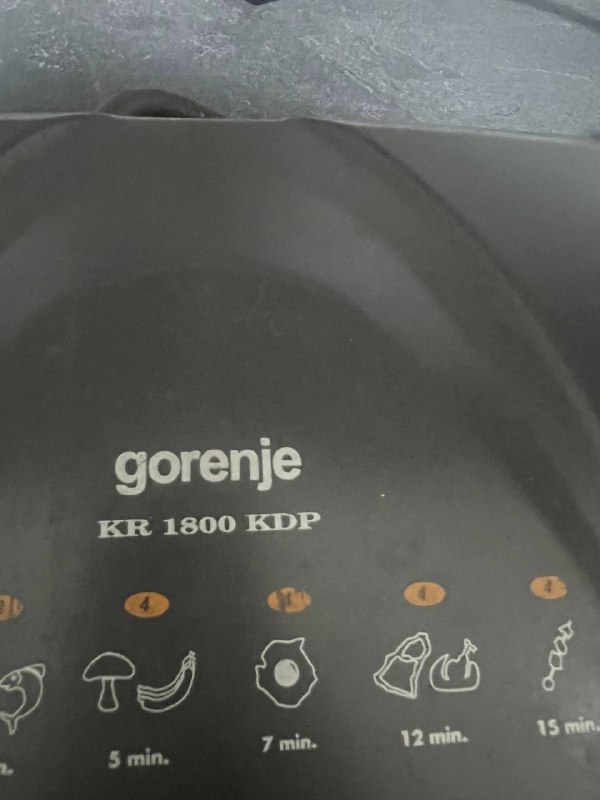 gorenje
KR 1800 KDP
4 4 4
5 min. 7 min. 12 min. 15 min.